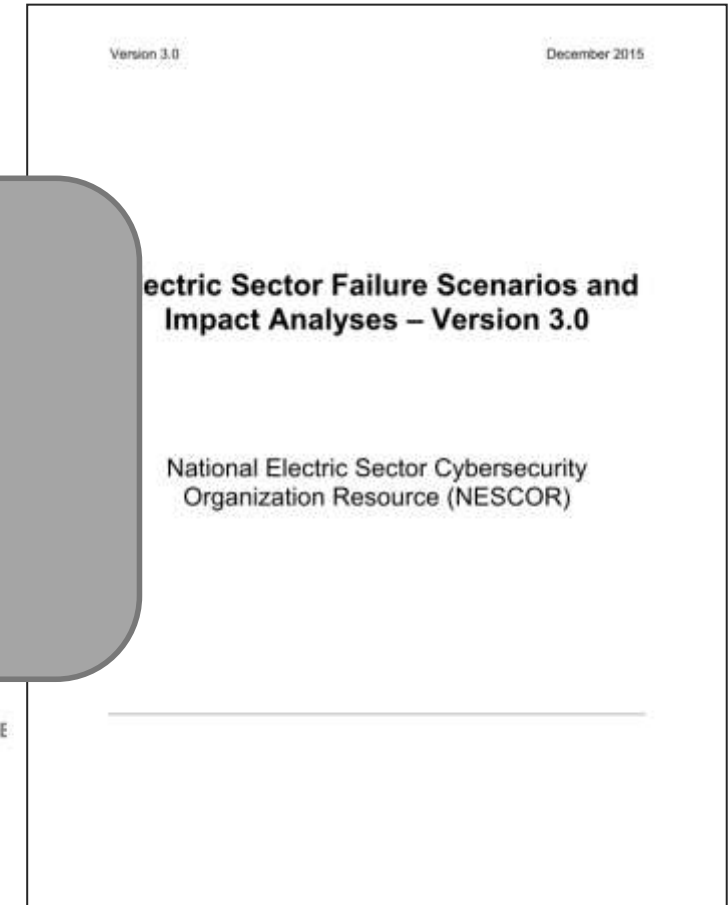 Version 3.0 December 2015
ectric Sector Failure Scenarios and
Impact Analyses – Version 3.0
National Electric Sector Cybersecurity
Organization Resource (NESCOR)
E